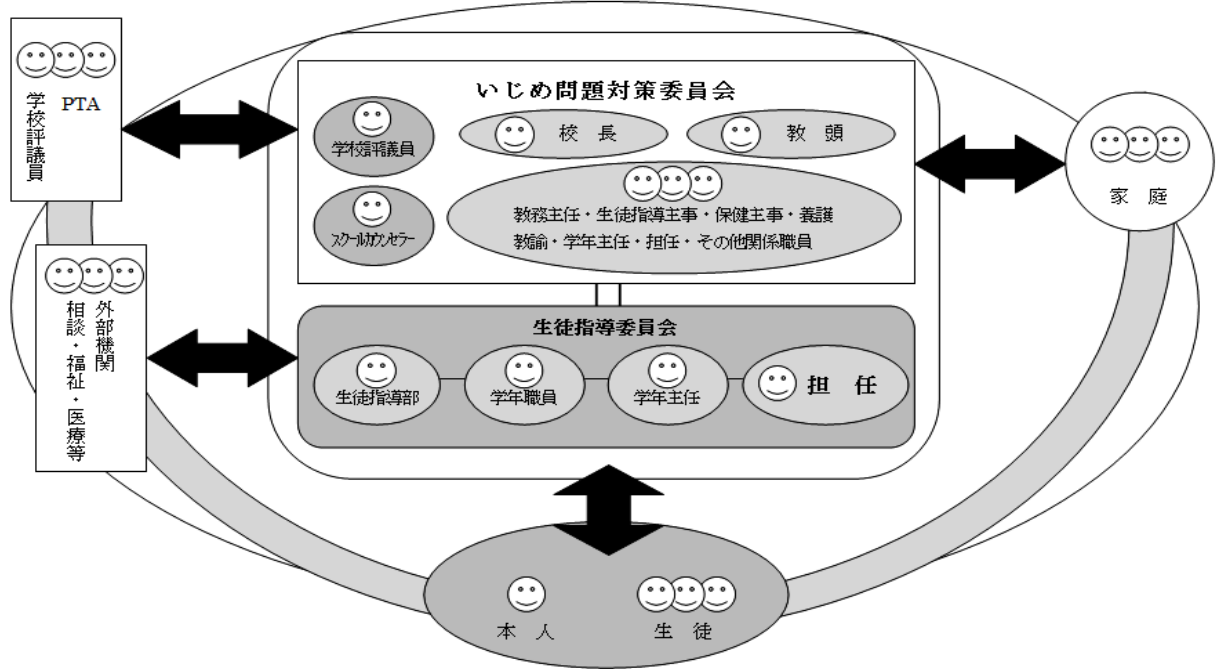 学校評議員
PTA
いじめ問題対策委員会
学校評議員
校 長
教 頭
スクールカウンセラー
教務主任・生徒指導主事・保健主事・養護
教諭・学年主任・担任・その他関係職員
家 庭
外部機関
相談・福祉・医療等
生徒指導委員会
生徒指導部
学年職員
学年主任
担 任
本 人
生 徒